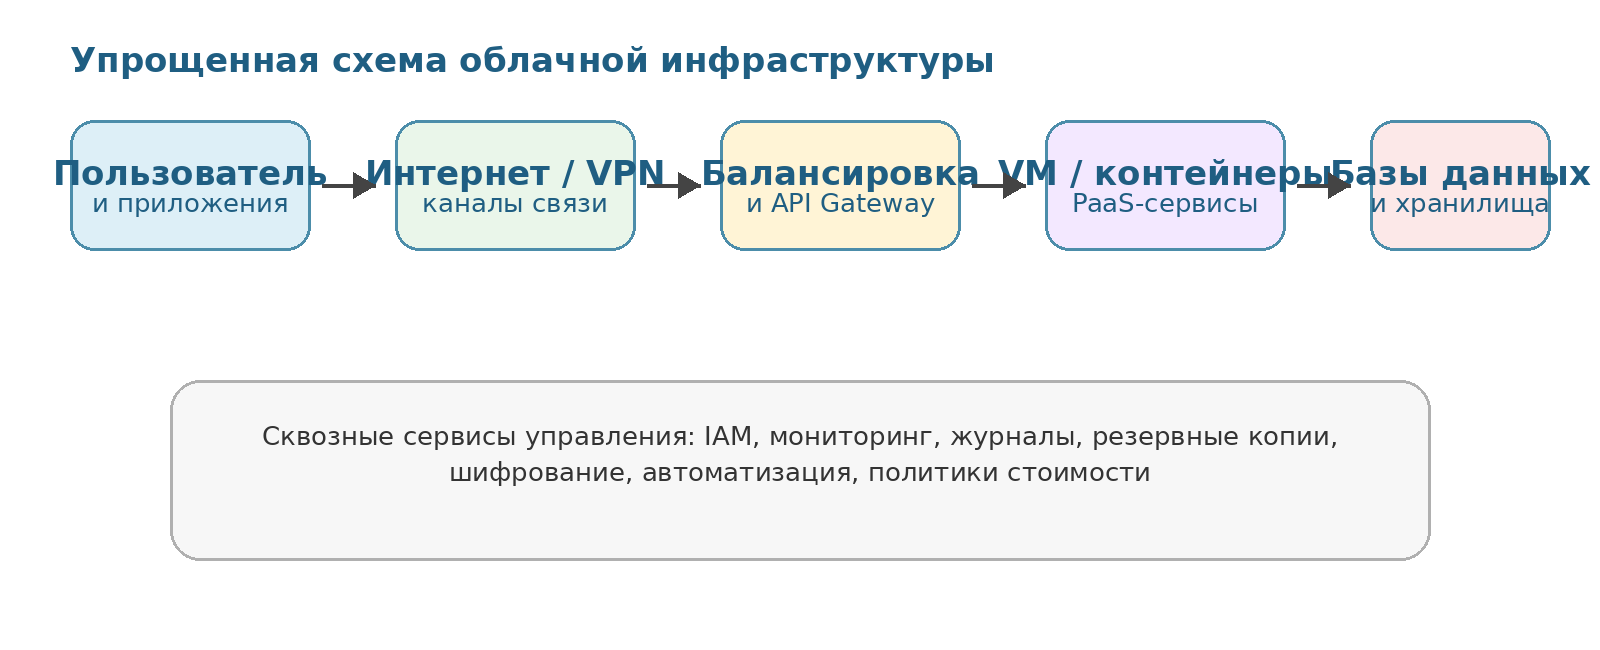 Упрощенная схема облачной инфраструктуры
Пользователь
и приложения
Интернет / VPN
каналы связи
Балансировка
и API Gateway
VM / контейнеры
PaaS-сервисы
Базы данных
и хранилища
Сквозные сервисы управления: IAM, мониторинг, журналы, резервные копии,
шифрование, автоматизация, политики стоимости